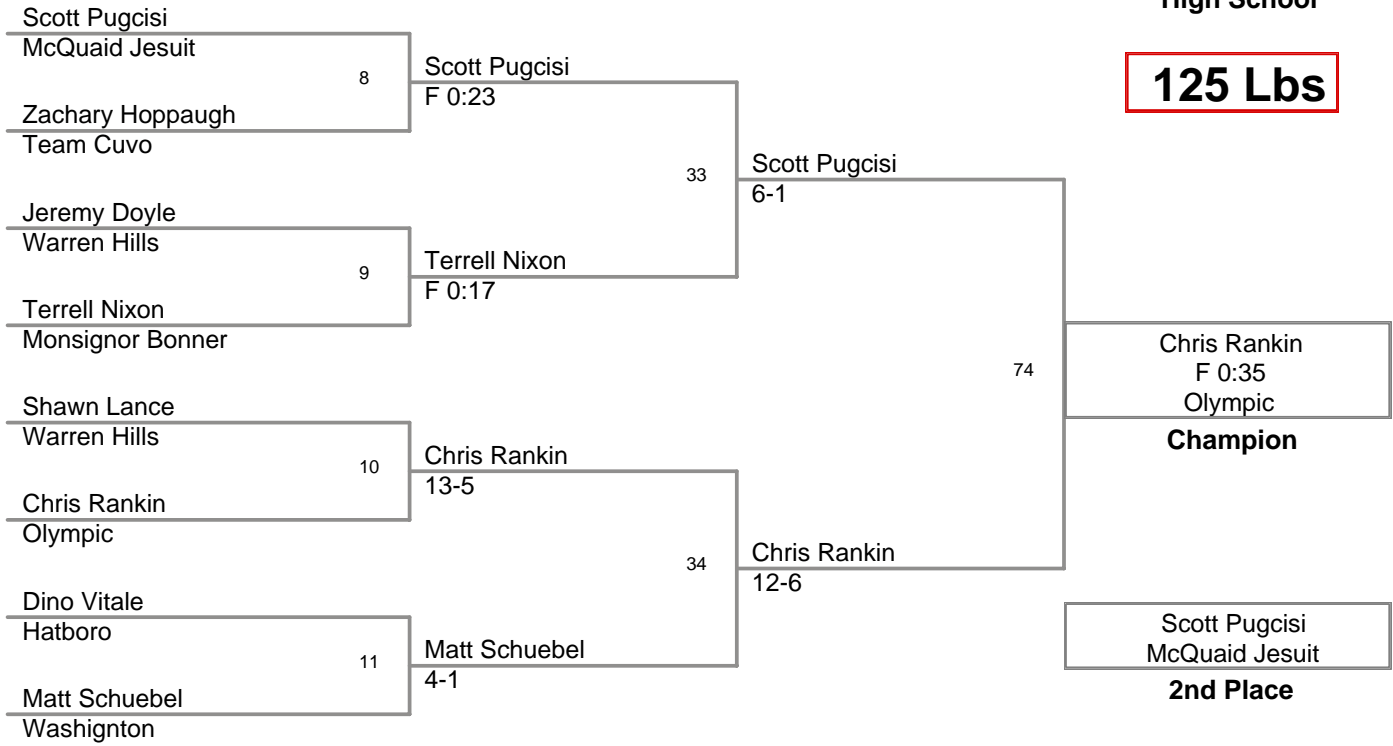 High School
125 Lbs
Scott Pugcisi
McQuaid Jesuit
8
Zachary Hoppaugh
Team Cuvo
Scott Pugcisi
F 0:23
Jeremy Doyle
Warren Hills
9
Terrell Nixon
Monsignor Bonner
Terrell Nixon
F 0:17
33
Scott Pugcisi
6-1
Shawn Lance
Warren Hills
10
Chris Rankin
Olympic
Chris Rankin
13-5
Dino Vitale
Hatboro
11
Matt Schuebel
Washignton
Matt Schuebel
4-1
34
Chris Rankin
12-6
74
Chris Rankin
F 0:35
Olympic
Champion
Scott Pugcisi
McQuaid Jesuit
2nd Place